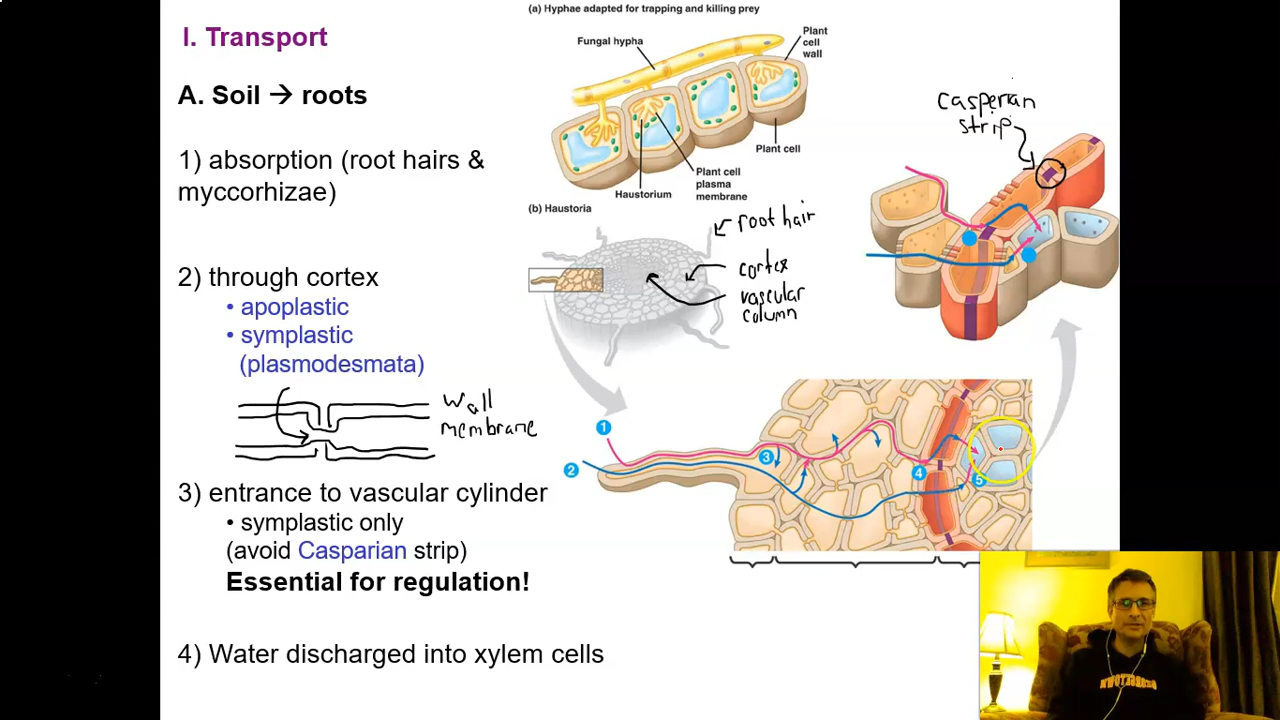 I. Transport
A. Soil → roots
1) absorption (root hairs &
myccorhizae)
2) through cortex
• apoplastic
• symplastic
(plasmodesmata)
wall
membrane
3) entrance to vascular cylinder
• symplastic only
(avoid Casparian strip)
Essential for regulation!
4) Water discharged into xylem cells
(a) Hyphae adapted for trapping and killing prey
Fungal hypha
Plant
cell
wall
Plant cell
Plant cell
plasma
membrane
Haustorium
(b) Haustoria
root hair
cortex
vascular
column
casperian
strip
1
2
3
4
5
GEORGETOWN